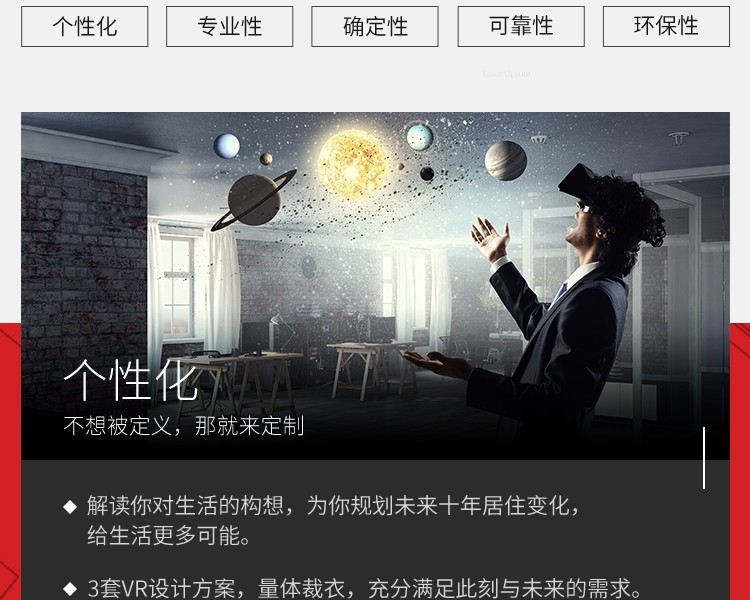 个性化 专业性 确定性 可靠性 环保性
Lorem ipsum
个性化
不想被定义，那就来定制
◆ 解读你对生活的构想，为你规划未来十年居住变化，
给生活更多可能。
◆ 3套VR设计方案，量体裁衣，充分满足此刻与未来的需求。